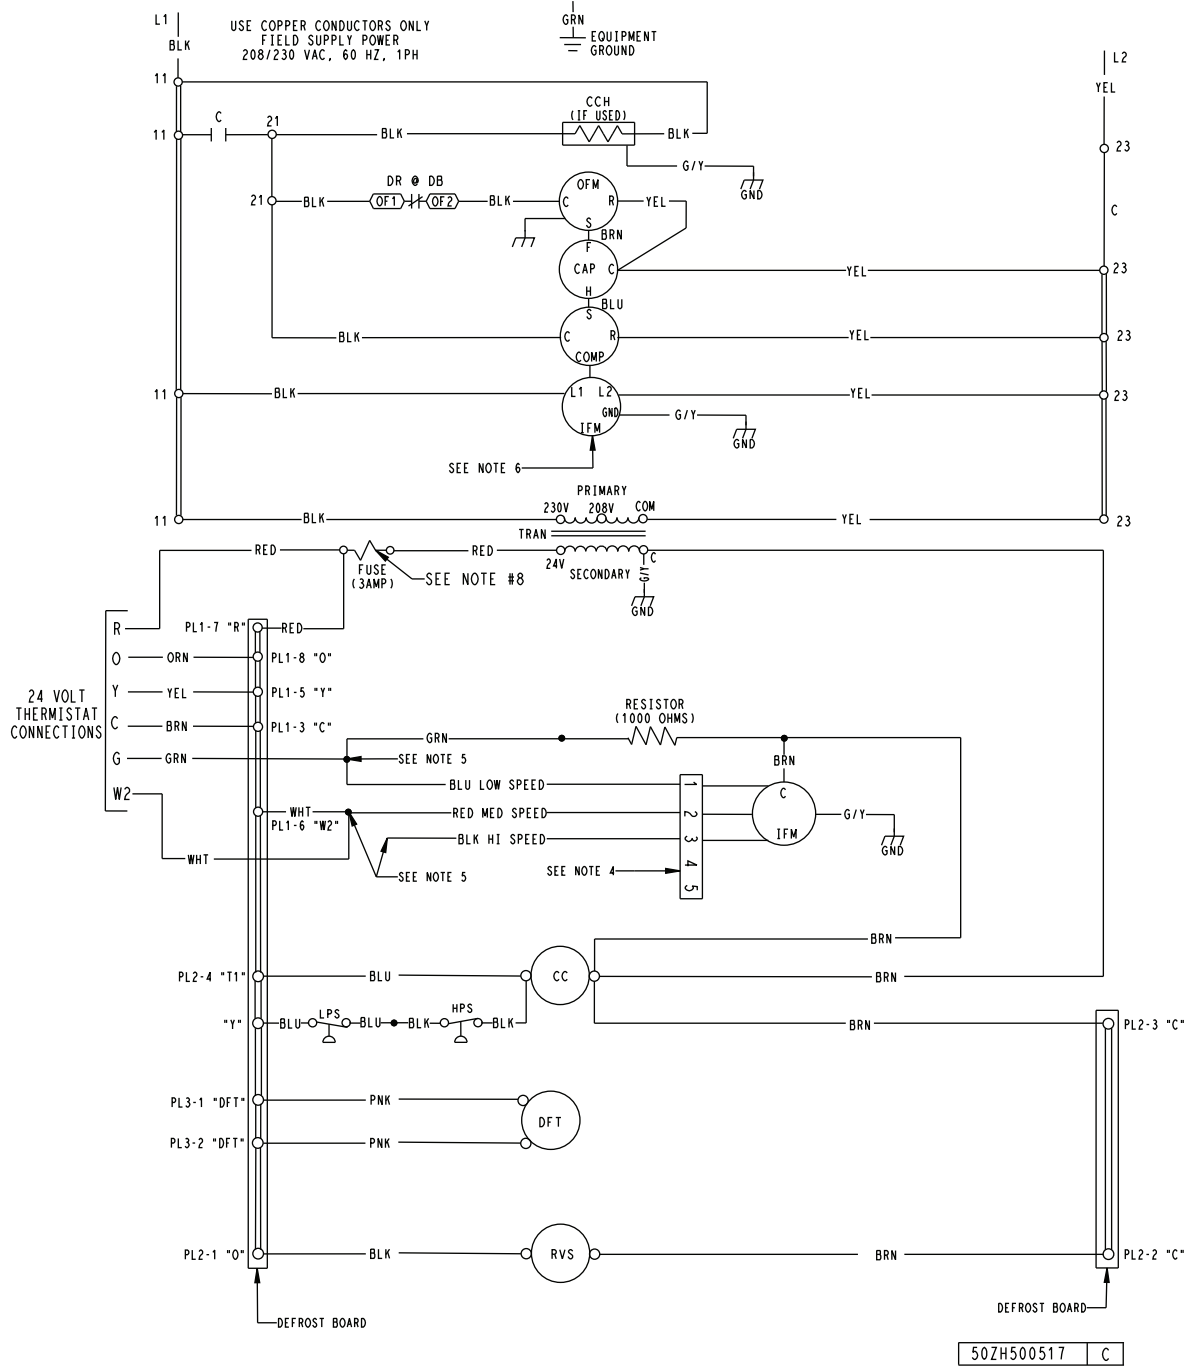 L1
BLK
USE COPPER CONDUCTORS ONLY
FIELD SUPPLY POWER
208/230 VAC, 60 HZ, 1PH
GRN
EQUIPMENT
GROUND
L2
YEL
11
CCH
(IF USED)
C
11
21
BLK
BLK
23
G/Y
GND
DR @ DB
21
BLK
OF1
OF2
BLK
OFM
C
R
S
YEL
C
BRN
F
CAP
C
H
YEL
23
BLU
S
BLK
C
R
COMP
YEL
23
11
BLK
L1
L2
GND
IFM
YEL
23
G/Y
GND
SEE NOTE 6
PRIMARY
230V
208V
COM
11
BLK
YEL
23
TRAN
RED
FUSE
(3AMP)
RED
24V
SECONDARY
C
G/Y
GND
SEE NOTE #8
R
PL1-7 "R"
RED
O
ORN
PL1-8 "O"
24 VOLT
THERMISTAT
CONNECTIONS
Y
YEL
PL1-5 "Y"
C
BRN
PL1-3 "C"
G
GRN
W2
GRN
RESISTOR
(1000 OHMS)
SEE NOTE 5
BRN
BLU LOW SPEED
1
C
WHT
PL1-6 "W2"
RED MED SPEED
2
IFM
G/Y
GND
BLK HI SPEED
3
WHT
SEE NOTE 5
SEE NOTE 4
4
5
BRN
PL2-4 "T1"
BLU
CC
BRN
"Y"
BLU
LPS
BLU
BLK
HPS
BLK
BRN
PL2-3 "C"
PL3-1 "DFT"
PNK
DFT
PL3-2 "DFT"
PNK
PL2-1 "O"
BLK
RVS
BRN
PL2-2 "C"
DEFROST BOARD
DEFROST BOARD
50ZH500517
C